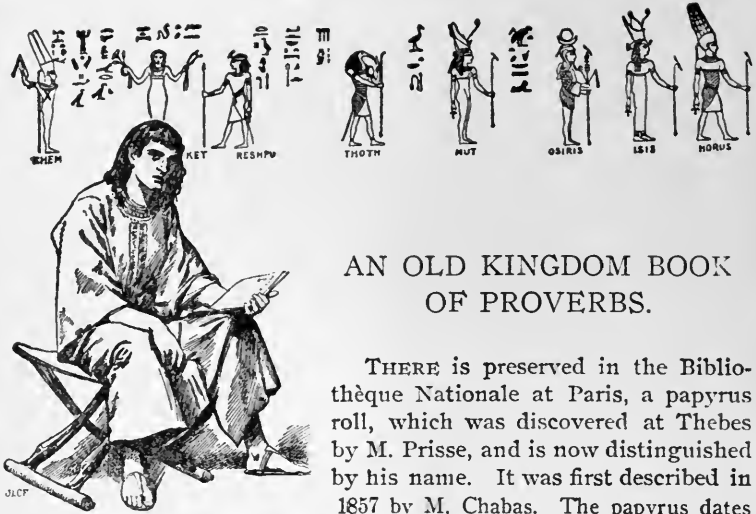 KHEM KET RESHPU THOTH MUT OSIRIS ISIS HORUS
AN OLD KINGDOM BOOK
OF PROVERBS.
THERE is preserved in the Biblio-
thèque Nationale at Paris, a papyrus
roll, which was discovered at Thebes
by M. Prisse, and is now distinguished
by his name. It was first described in
1857 by M. Chabas. The papyrus dates